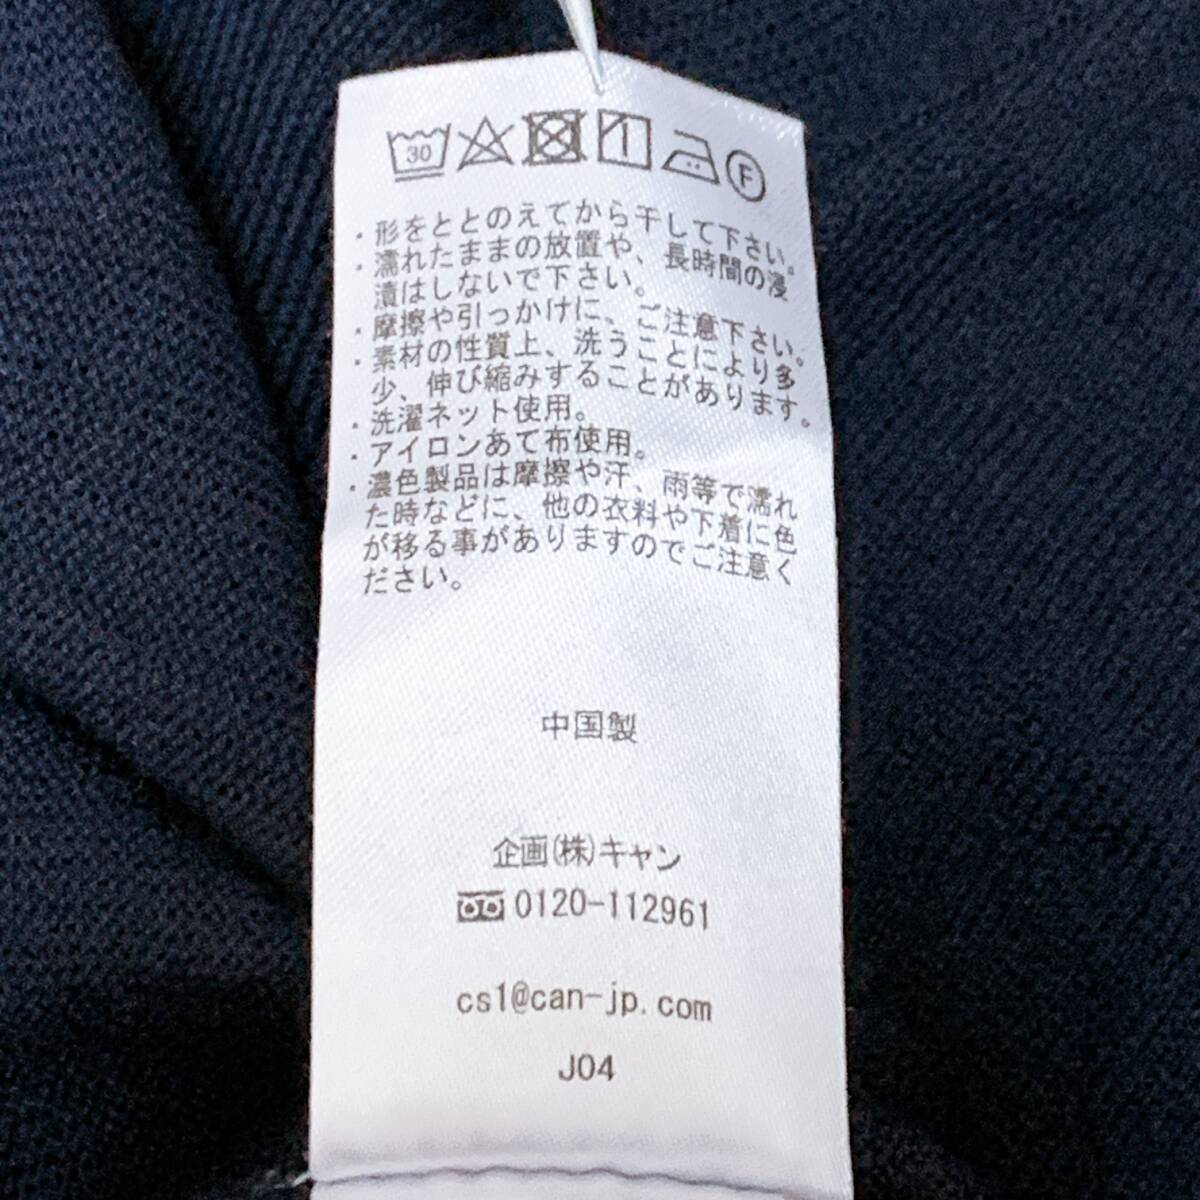 30
F
・形をととのえてから干して下さい。
・濡れたままの放置や、長時間の浸
漬はしないで下さい。
・摩擦や引っかけに、ご注意下さい。
・素材の性質上、洗うことにより多
少、伸び縮みすることがあります。
・洗濯ネット使用。
・アイロンあて布使用。
・濃色製品は摩擦や汗、雨等で濡れ
た時などに、他の衣料や下着に色
が移る事がありますのでご注意く
ださい。
中国製
企画(株)キャン
0120-112961
cs1@can-jp.com
J04